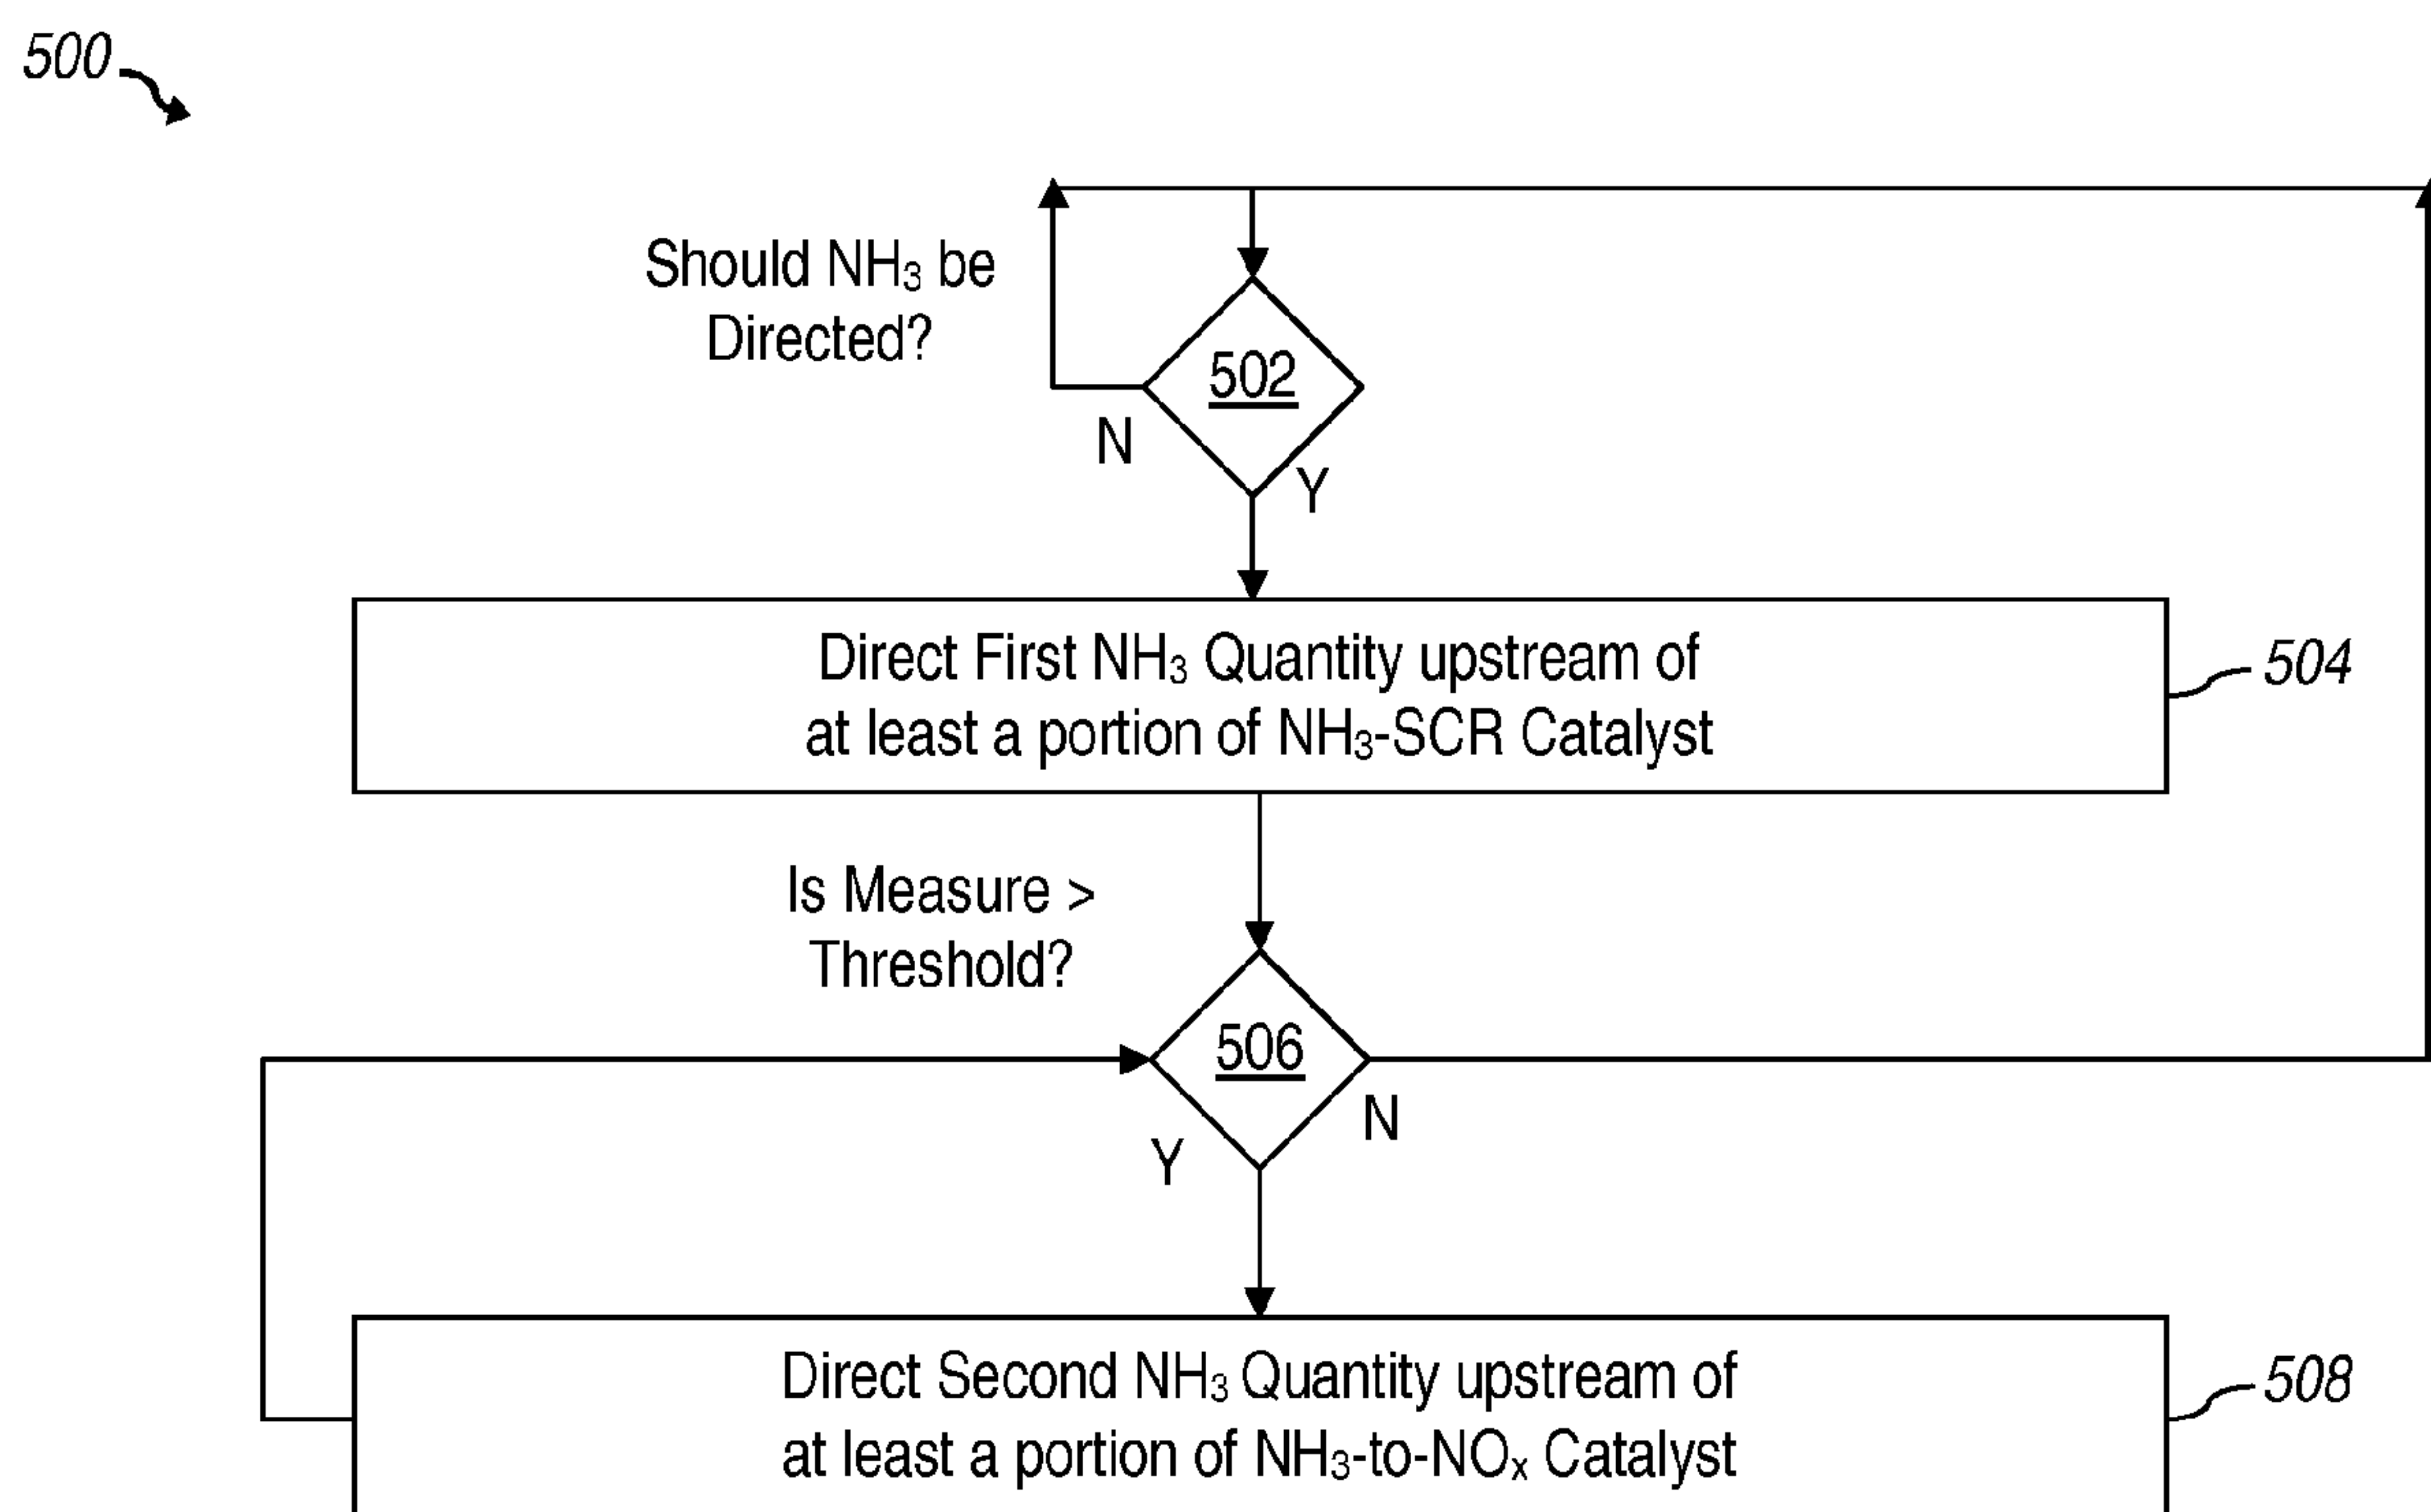 500
Should NH₃ be
Directed?
502
N
Y
Direct First NH₃ Quantity upstream of
at least a portion of NH₃-SCR Catalyst
504
Is Measure >
Threshold?
506
N
Y
Direct Second NH₃ Quantity upstream of
at least a portion of NH₃-to-NOₓ Catalyst
508